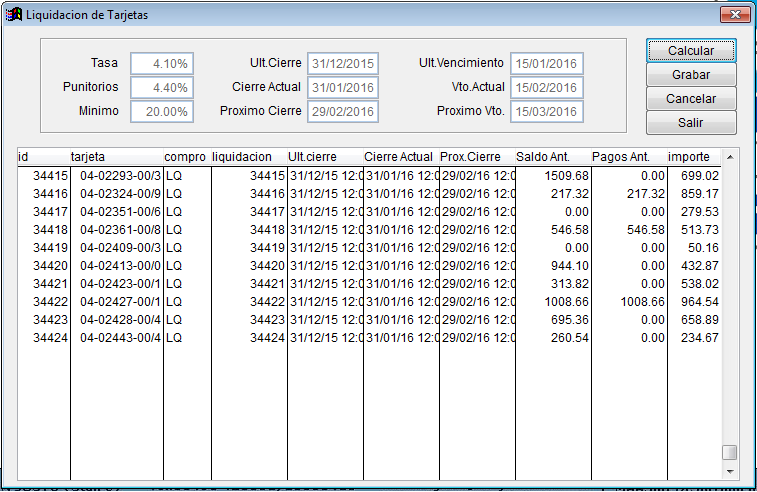 Liquidacion de Tarjetas
Tasa 4.10% Ult.Cierre 31/12/2015 Ult.Vencimiento 15/01/2016 Calcular
Punitorios 4.40% Cierre Actual 31/01/2016 Vto.Actual 15/02/2016 Grabar
Minimo 20.00% Proximo Cierre 29/02/2016 Proximo Vto. 15/03/2016 Cancelar
Salir
id tarjeta compro liquidacion Ult.cierre Cierre Actual Prox.Cierre Saldo Ant. Pagos Ant. importe
34415 04-02293-00/3 LQ 34415 31/12/15 12:0 31/01/16 12:0 29/02/16 12:0 1509.68 0.00 699.02
34416 04-02324-00/9 LQ 34416 31/12/15 12:0 31/01/16 12:0 29/02/16 12:0 217.32 217.32 859.17
34417 04-02351-00/6 LQ 34417 31/12/15 12:0 31/01/16 12:0 29/02/16 12:0 0.00 0.00 279.53
34418 04-02361-00/8 LQ 34418 31/12/15 12:0 31/01/16 12:0 29/02/16 12:0 546.58 546.58 513.73
34419 04-02409-00/3 LQ 34419 31/12/15 12:0 31/01/16 12:0 29/02/16 12:0 0.00 0.00 50.16
34420 04-02413-00/0 LQ 34420 31/12/15 12:0 31/01/16 12:0 29/02/16 12:0 944.10 0.00 432.87
34421 04-02423-00/1 LQ 34421 31/12/15 12:0 31/01/16 12:0 29/02/16 12:0 313.82 0.00 538.02
34422 04-02427-00/1 LQ 34422 31/12/15 12:0 31/01/16 12:0 29/02/16 12:0 1008.66 1008.66 964.54
34423 04-02428-00/4 LQ 34423 31/12/15 12:0 31/01/16 12:0 29/02/16 12:0 695.36 0.00 658.89
34424 04-02443-00/4 LQ 34424 31/12/15 12:0 31/01/16 12:0 29/02/16 12:0 260.54 0.00 234.67